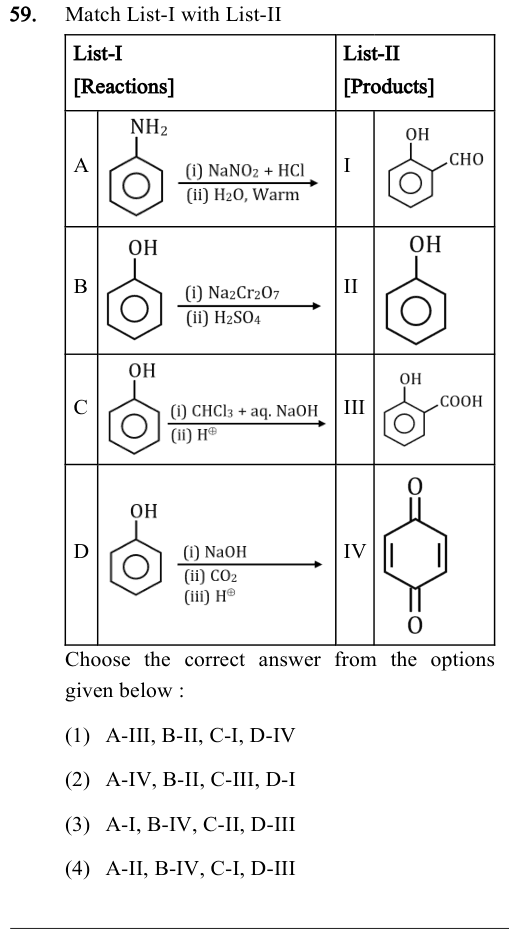 59. Match List-I with List-II
List-I
[Reactions]
List-II
[Products]
A
NH2
(i) NaNO2 + HCl
(ii) H2O, Warm
I
OH
CHO
B
OH
(i) Na2Cr2O7
(ii) H2SO4
II
OH
C
OH
(i) CHCl3 + aq. NaOH
(ii) H⊕
III
OH
COOH
D
OH
(i) NaOH
(ii) CO2
(iii) H⊕
IV
O
O
Choose the correct answer from the options
given below :
(1) A-III, B-II, C-I, D-IV
(2) A-IV, B-II, C-III, D-I
(3) A-I, B-IV, C-II, D-III
(4) A-II, B-IV, C-I, D-III